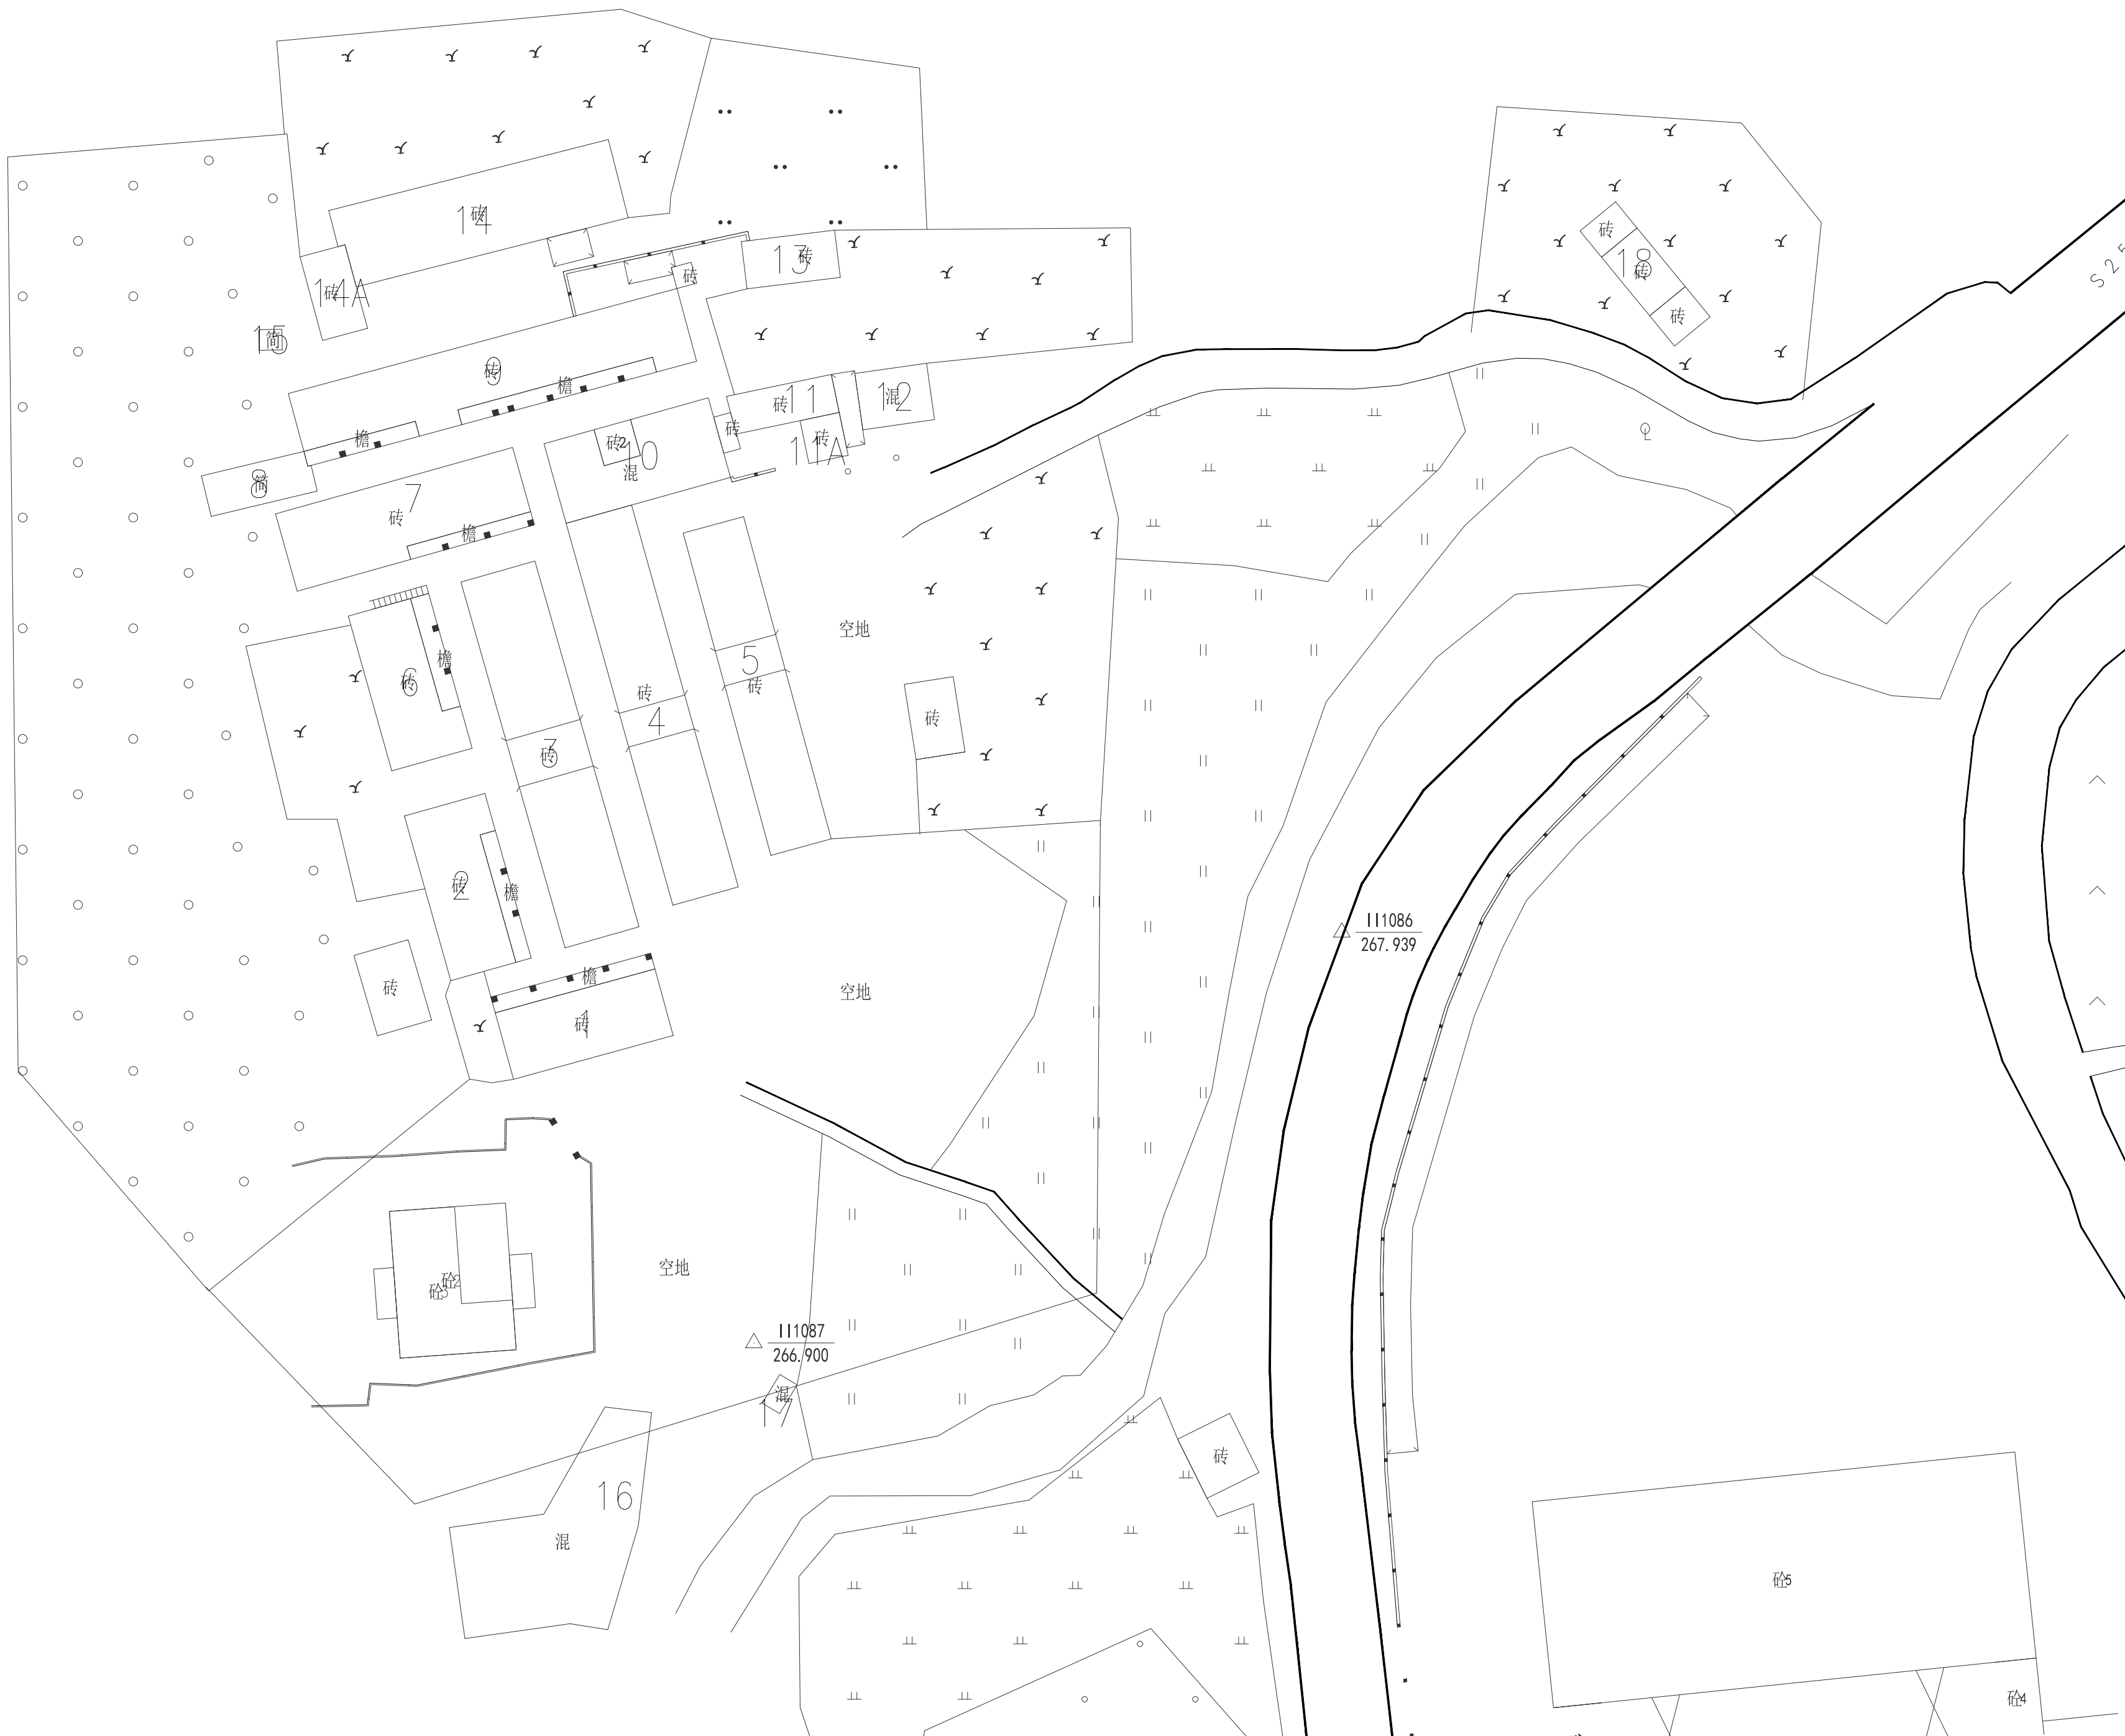 14
砖
13
砖
砖
14A
砖
15
简
9
砖
檐
檐
11
砖
12
混
砖
11A
砖
砖2
10
混
8
简
7
砖
檐
18
砖
砖
砖
S25
空地
6
砖
檐
5
砖
砖
4
砖
3
砖
2
砖
檐
砖
II1086
267.939
檐
1
砖
空地
空地
砼2
砼3
II1087
266.900
混
17
16
混
砖
砼5
砼4